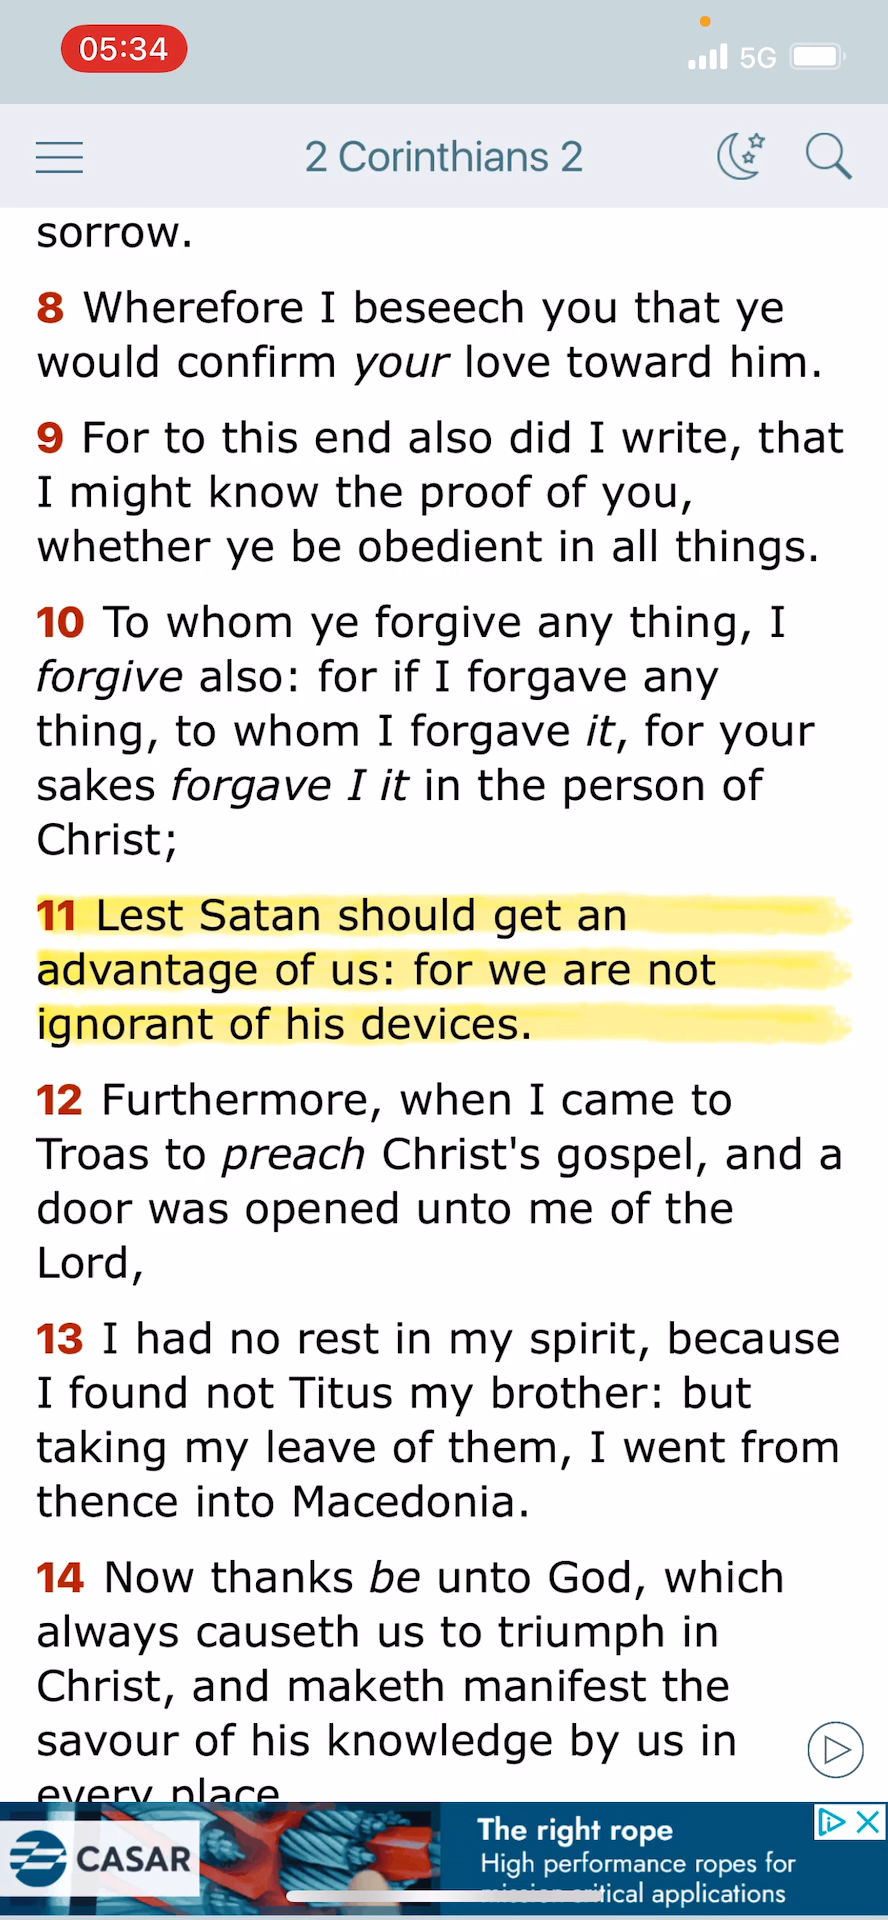 05:34
5G
2 Corinthians 2
sorrow.
8 Wherefore I beseech you that ye
would confirm your love toward him.
9 For to this end also did I write, that
I might know the proof of you,
whether ye be obedient in all things.
10 To whom ye forgive any thing, I
forgive also: for if I forgave any
thing, to whom I forgave it, for your
sakes forgave I it in the person of
Christ;
11 Lest Satan should get an
advantage of us: for we are not
ignorant of his devices.
12 Furthermore, when I came to
Troas to preach Christ's gospel, and a
door was opened unto me of the
Lord,
13 I had no rest in my spirit, because
I found not Titus my brother: but
taking my leave of them, I went from
thence into Macedonia.
14 Now thanks be unto God, which
always causeth us to triumph in
Christ, and maketh manifest the
savour of his knowledge by us in
every place
CASAR
The right rope
High performance ropes for
mission critical applications